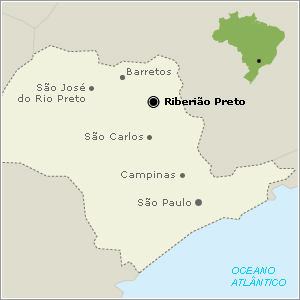 Barretos
São José
do Rio Preto
Riberião Preto
São Carlos
Campinas
São Paulo
OCEANO
ATLÂNTICO